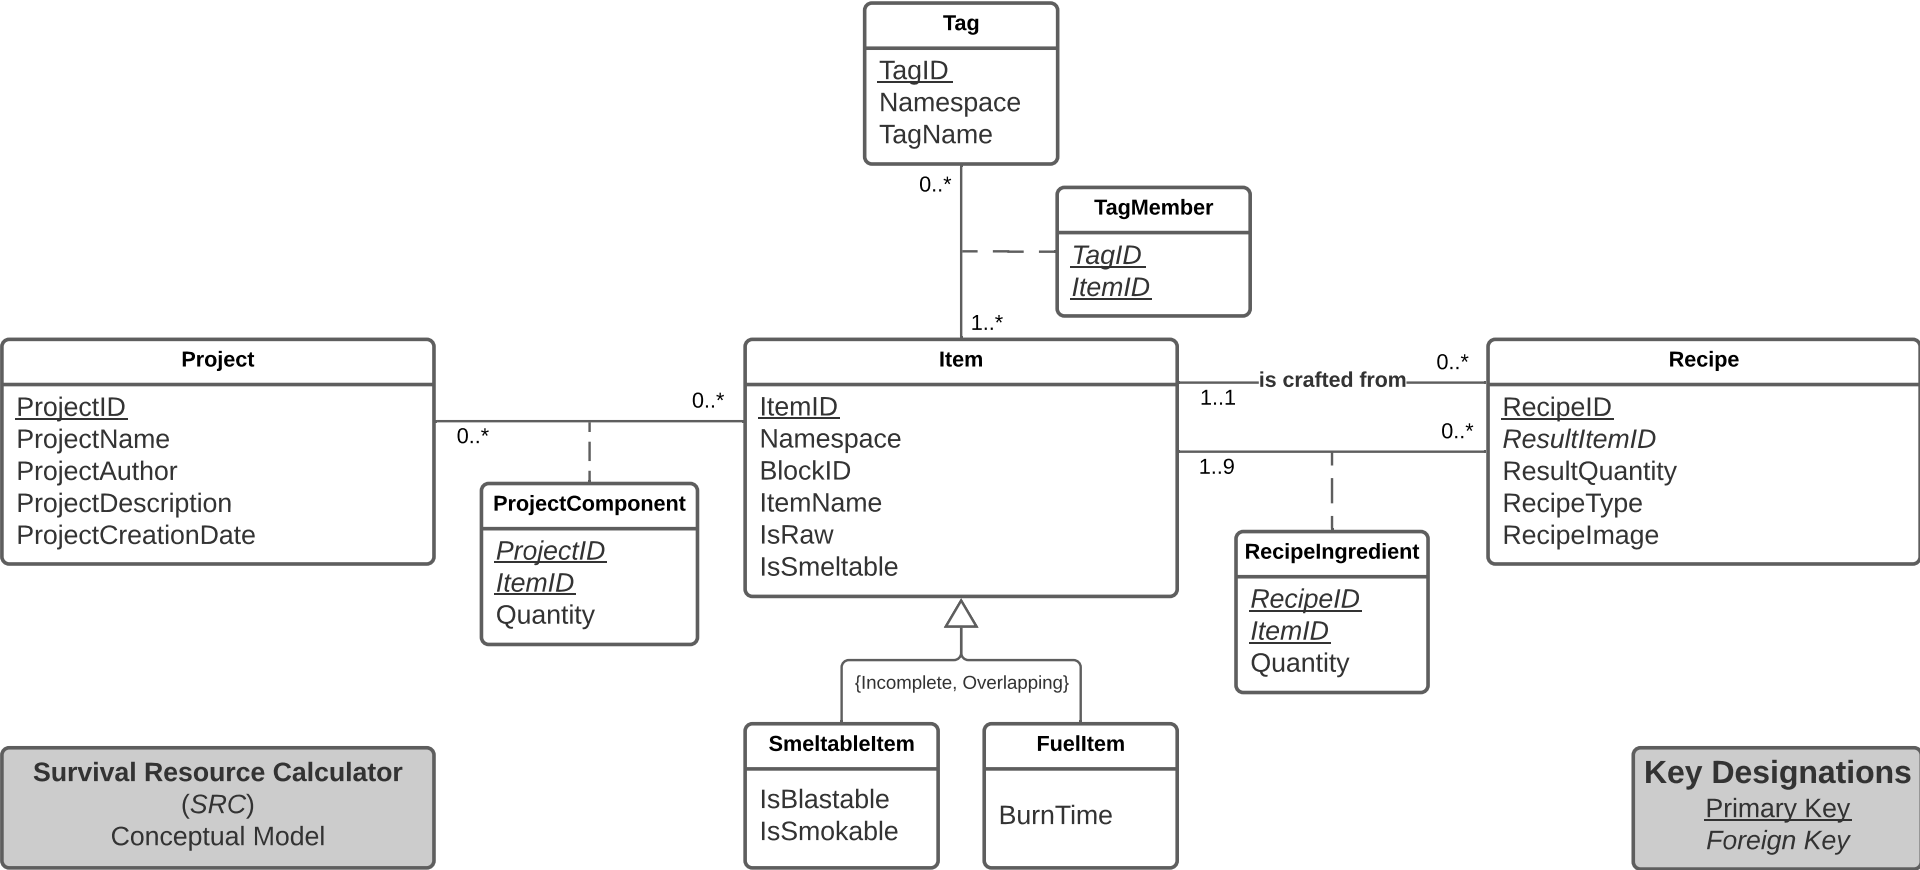 Tag
TagID
Namespace
TagName
0..*
TagMember
TagID
ItemID
1..*
Project
ProjectID
ProjectName
ProjectAuthor
ProjectDescription
ProjectCreationDate
0..*
0..*
ProjectComponent
ProjectID
ItemID
Quantity
Item
ItemID
Namespace
BlockID
ItemName
IsRaw
IsSmeltable
is crafted from
0..*
1..1
0..*
1..9
Recipe
RecipeID
ResultItemID
ResultQuantity
RecipeType
RecipeImage
RecipeIngredient
RecipeID
ItemID
Quantity
{Incomplete, Overlapping}
SmeltableItem
IsBlastable
IsSmokable
FuelItem
BurnTime
Survival Resource Calculator
(SRC)
Conceptual Model
Key Designations
Primary Key
Foreign Key